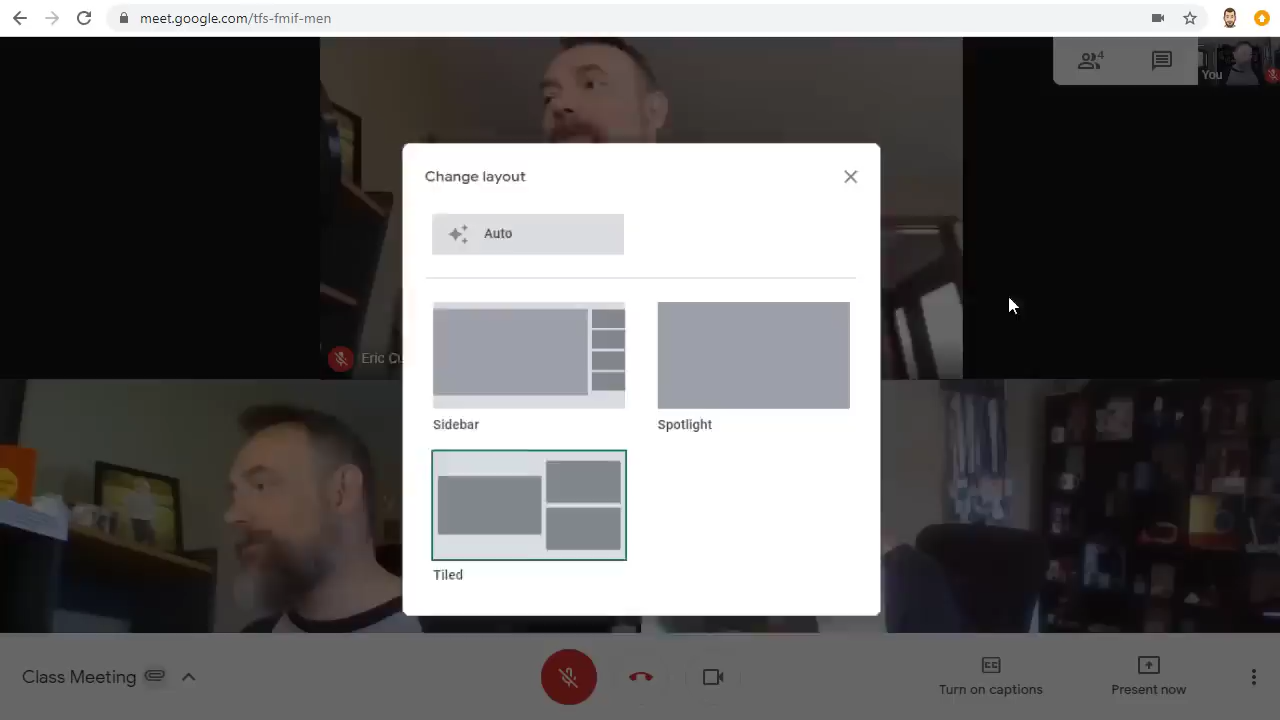 meet.google.com/tfs-fmif-men
4
You
Change layout
Auto
Eric Cu
Sidebar
Spotlight
Tiled
Class Meeting
Turn on captions
Present now